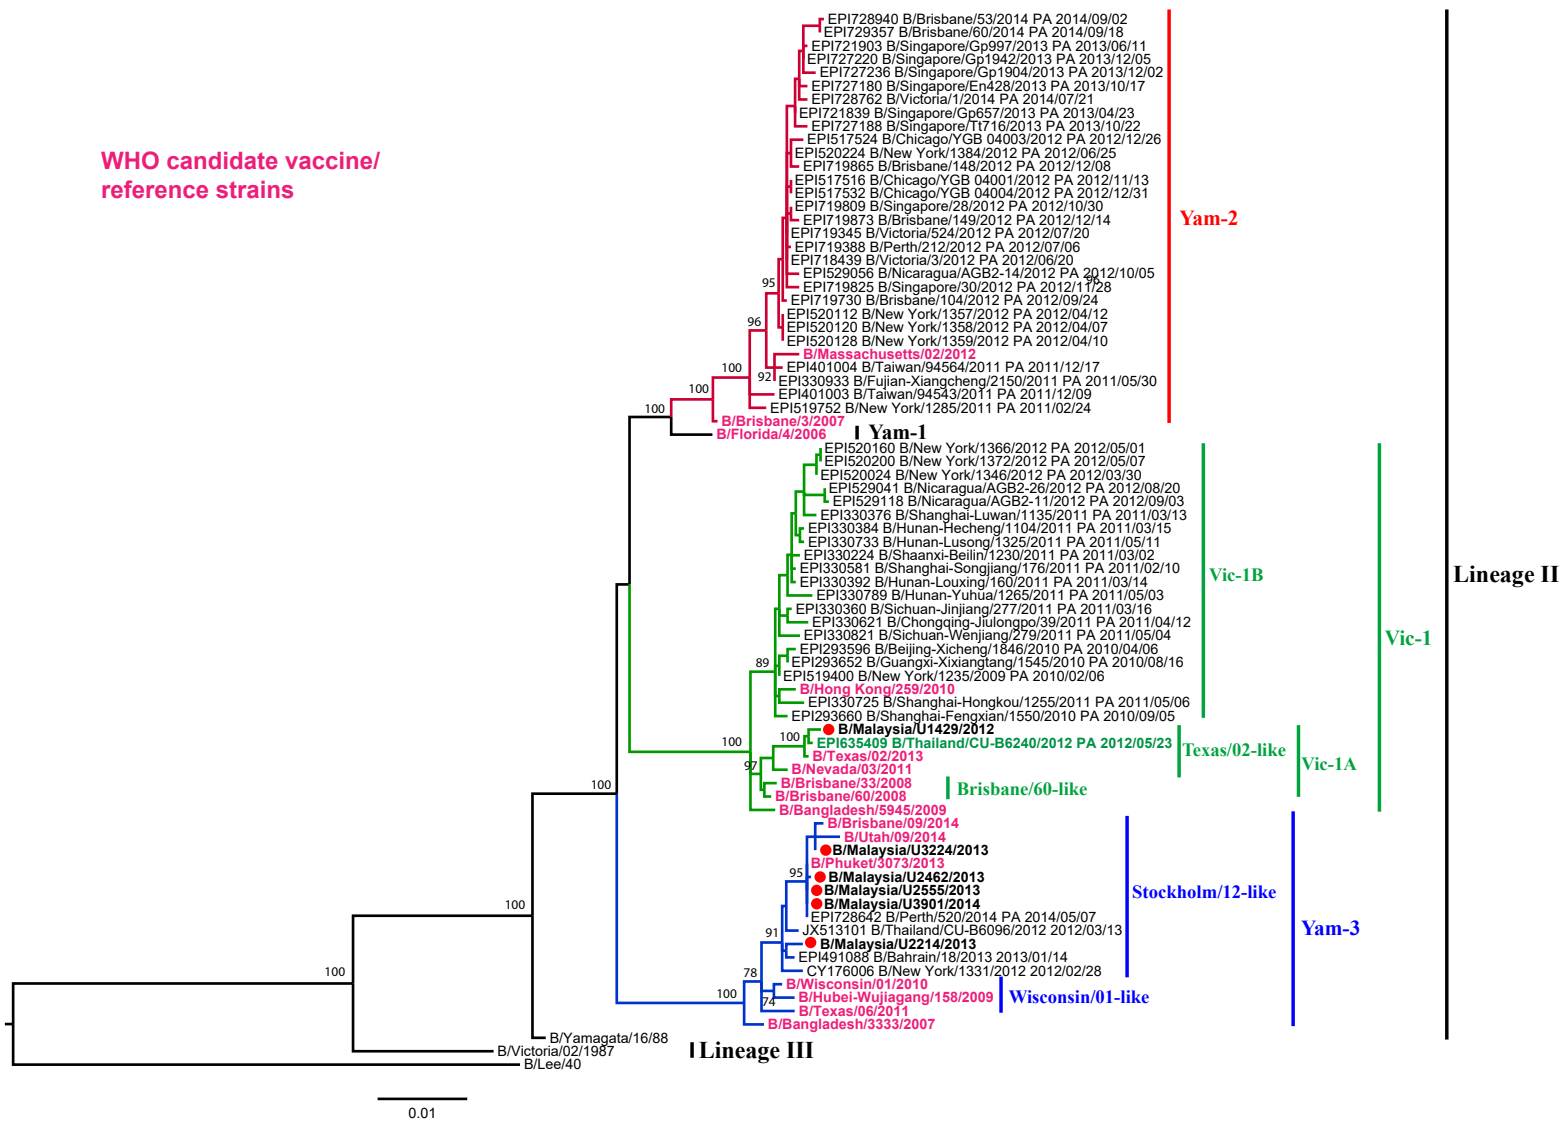 WHO candidate vaccine/
reference strains
EPI728940 B/Brisbane/53/2014 PA 2014/09/02
EPI729357 B/Brisbane/60/2014 PA 2014/09/18
EPI721903 B/Singapore/Gp997/2013 PA 2013/06/11
EPI727220 B/Singapore/Gp1942/2013 PA 2013/12/05
EPI727236 B/Singapore/Gp1904/2013 PA 2013/12/02
EPI727180 B/Singapore/En428/2013 PA 2013/10/17
EPI728762 B/Victoria/1/2014 PA 2014/07/21
EPI721839 B/Singapore/Gp657/2013 PA 2013/04/23
EPI727188 B/Singapore/Tt716/2013 PA 2013/10/22
EPI517524 B/Chicago/YGB 04003/2012 PA 2012/12/26
EPI520224 B/New York/1384/2012 PA 2012/06/25
EPI719865 B/Brisbane/148/2012 PA 2012/12/08
EPI517516 B/Chicago/YGB 04001/2012 PA 2012/11/13
EPI517532 B/Chicago/YGB 04004/2012 PA 2012/12/31
EPI719809 B/Singapore/28/2012 PA 2012/10/30
EPI719873 B/Brisbane/149/2012 PA 2012/12/14
Yam-2
EPI719345 B/Victoria/524/2012 PA 2012/07/20
EPI719388 B/Perth/212/2012 PA 2012/07/06
EPI718439 B/Victoria/3/2012 PA 2012/06/20
EPI529056 B/Nicaragua/AGB2-14/2012 PA 2012/10/05
96
95
EPI719825 B/Singapore/30/2012 PA 2012/11/28
EPI719730 B/Brisbane/104/2012 PA 2012/09/24
EPI520112 B/New York/1357/2012 PA 2012/04/12
96
EPI520120 B/New York/1358/2012 PA 2012/04/07
EPI520128 B/New York/1359/2012 PA 2012/04/10
B/Massachusetts/02/2012
100
EPI401004 B/Taiwan/94564/2011 PA 2011/12/17
92
EPI330933 B/Fujian-Xiangcheng/2150/2011 PA 2011/05/30
100
EPI401003 B/Taiwan/94543/2011 PA 2011/12/09
100
EPI519752 B/New York/1285/2011 PA 2011/02/24
B/Brisbane/3/2007
B/Florida/4/2006
Yam-1
EPI520160 B/New York/1366/2012 PA 2012/05/01
EPI520200 B/New York/1372/2012 PA 2012/05/07
EPI520024 B/New York/1346/2012 PA 2012/03/30
EPI529041 B/Nicaragua/AGB2-26/2012 PA 2012/08/20
EPI529118 B/Nicaragua/AGB2-11/2012 PA 2012/09/03
EPI330376 B/Shanghai-Luwan/1135/2011 PA 2011/03/13
EPI330384 B/Hunan-Hecheng/1104/2011 PA 2011/03/15
EPI330733 B/Hunan-Lusong/1325/2011 PA 2011/05/11
EPI330224 B/Shaanxi-Beilin/1230/2011 PA 2011/03/02
EPI330581 B/Shanghai-Songjiang/176/2011 PA 2011/02/10
Vic-1B
Lineage II
EPI330392 B/Hunan-Louxing/160/2011 PA 2011/03/14
EPI330789 B/Hunan-Yuhua/1265/2011 PA 2011/05/03
EPI330360 B/Sichuan-Jinjiang/277/2011 PA 2011/03/16
EPI330621 B/Chongqing-Jiulongpo/39/2011 PA 2011/04/12
EPI330821 B/Sichuan-Wenjiang/279/2011 PA 2011/05/04
Vic-1
EPI293596 B/Beijing-Xicheng/1846/2010 PA 2010/04/06
89
EPI293652 B/Guangxi-Xixiangtang/1545/2010 PA 2010/08/16
EPI519400 B/New York/1235/2009 PA 2010/02/06
B/Hong Kong/259/2010
EPI330725 B/Shanghai-Hongkou/1255/2011 PA 2011/05/06
EPI293660 B/Shanghai-Fengxian/1550/2010 PA 2010/09/05
B/Malaysia/U1429/2012
100
100
EPI635409 B/Thailand/CU-B6240/2012 PA 2012/05/23
Texas/02-like
B/Texas/02/2013
97
Vic-1A
B/Nevada/03/2011
B/Brisbane/33/2008
100
Brisbane/60-like
B/Brisbane/60/2008
B/Bangladesh/5945/2009
B/Brisbane/09/2014
B/Utah/09/2014
B/Malaysia/U3224/2013
B/Phuket/3073/2013
95
B/Malaysia/U2462/2013
B/Malaysia/U2555/2013
Stockholm/12-like
B/Malaysia/U3901/2014
100
EPI728642 B/Perth/520/2014 PA 2014/05/07
JX513101 B/Thailand/CU-B6096/2012 2012/03/13
Yam-3
91
B/Malaysia/U2214/2013
EPI491088 B/Bahrain/18/2013 2013/01/14
100
78
CY176006 B/New York/1331/2012 2012/02/28
B/Wisconsin/01/2010
100
74
B/Hubei-Wujiagang/158/2009
Wisconsin/01-like
B/Texas/06/2011
B/Bangladesh/3333/2007
B/Yamagata/16/88
B/Victoria/02/1987
Lineage III
B/Lee/40
0.01